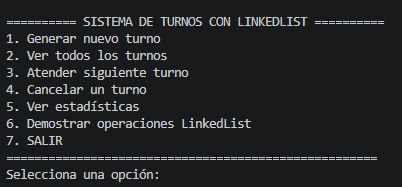 ========== SISTEMA DE TURNOS CON LINKEDLIST ==========
1. Generar nuevo turno
2. Ver todos los turnos
3. Atender siguiente turno
4. Cancelar un turno
5. Ver estadísticas
6. Demostrar operaciones LinkedList
7. SALIR
=====================================================
Selecciona una opción: